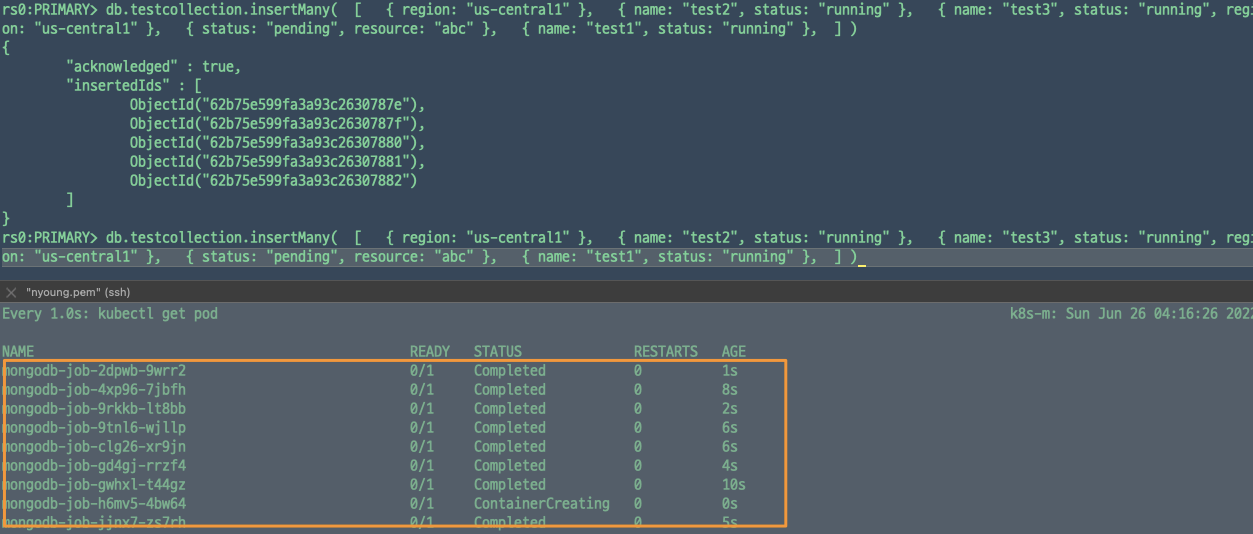 rs0:PRIMARY> db.testcollection.insertMany(  [   { region: "us-central1" },   { name: "test2", status: "running" },   { name: "test3", status: "running", regi
on: "us-central1" },   { status: "pending", resource: "abc" },   { name: "test1", status: "running" },  ] )
{
        "acknowledged" : true,
        "insertedIds" : [
                ObjectId("62b75e599fa3a93c2630787e"),
                ObjectId("62b75e599fa3a93c2630787f"),
                ObjectId("62b75e599fa3a93c26307880"),
                ObjectId("62b75e599fa3a93c26307881"),
                ObjectId("62b75e599fa3a93c26307882")
        ]
}
rs0:PRIMARY> db.testcollection.insertMany(  [   { region: "us-central1" },   { name: "test2", status: "running" },   { name: "test3", status: "running", regi
on: "us-central1" },   { status: "pending", resource: "abc" },   { name: "test1", status: "running" },  ] )
"nyoung.pem" (ssh)
Every 1.0s: kubectl get pod k8s-m: Sun Jun 26 04:16:26 2022
NAME READY STATUS RESTARTS AGE
mongodb-job-2dpwb-9wrr2 0/1 Completed 0 1s
mongodb-job-4xp96-7jbfh 0/1 Completed 0 8s
mongodb-job-9rkkb-lt8bb 0/1 Completed 0 2s
mongodb-job-9tnl6-wjllp 0/1 Completed 0 6s
mongodb-job-clg26-xr9jn 0/1 Completed 0 6s
mongodb-job-gd4gj-rrzf4 0/1 Completed 0 4s
mongodb-job-gwhxl-t44gz 0/1 Completed 0 10s
mongodb-job-h6mv5-4bw64 0/1 ContainerCreating 0 0s
mongodb-job-jjnx7-zs7rh 0/1 Completed 0 5s